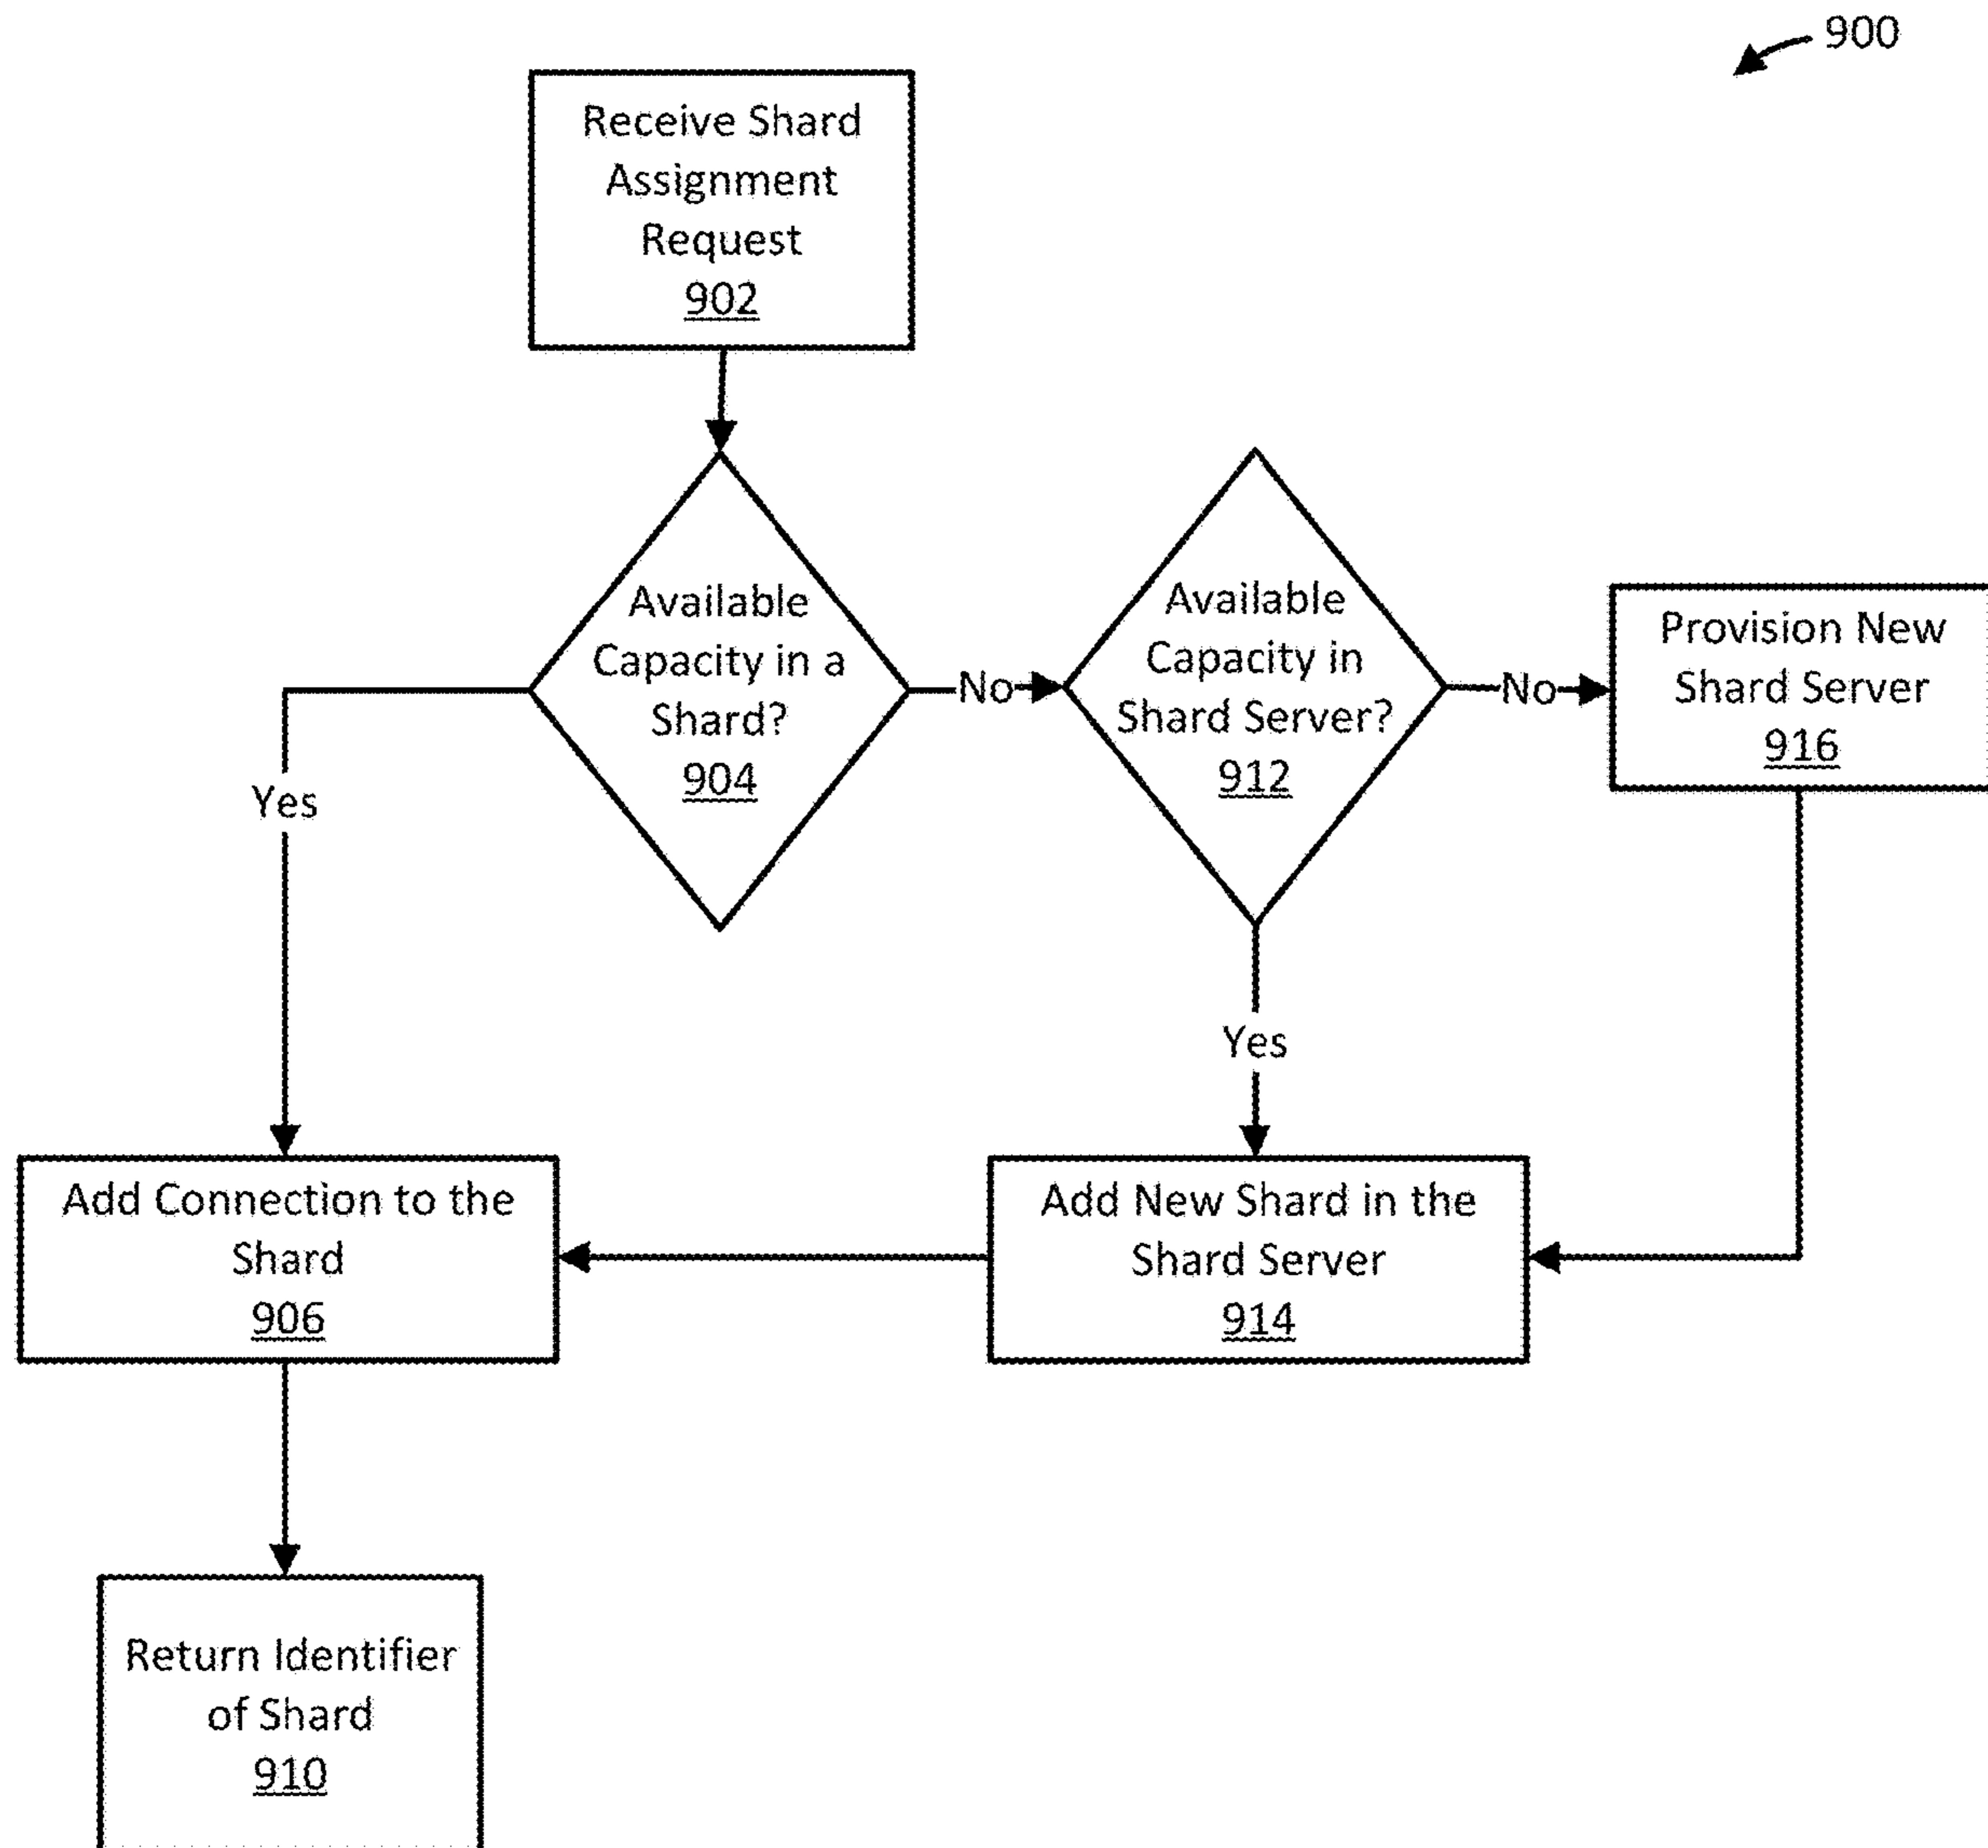 900
Receive Shard
Assignment
Request
902
Available
Capacity in a
Shard?
904
No
Available
Capacity in
Shard Server?
912
No
Provision New
Shard Server
916
Yes
Yes
Add Connection to the
Shard
906
Add New Shard in the
Shard Server
914
Return Identifier
of Shard
910